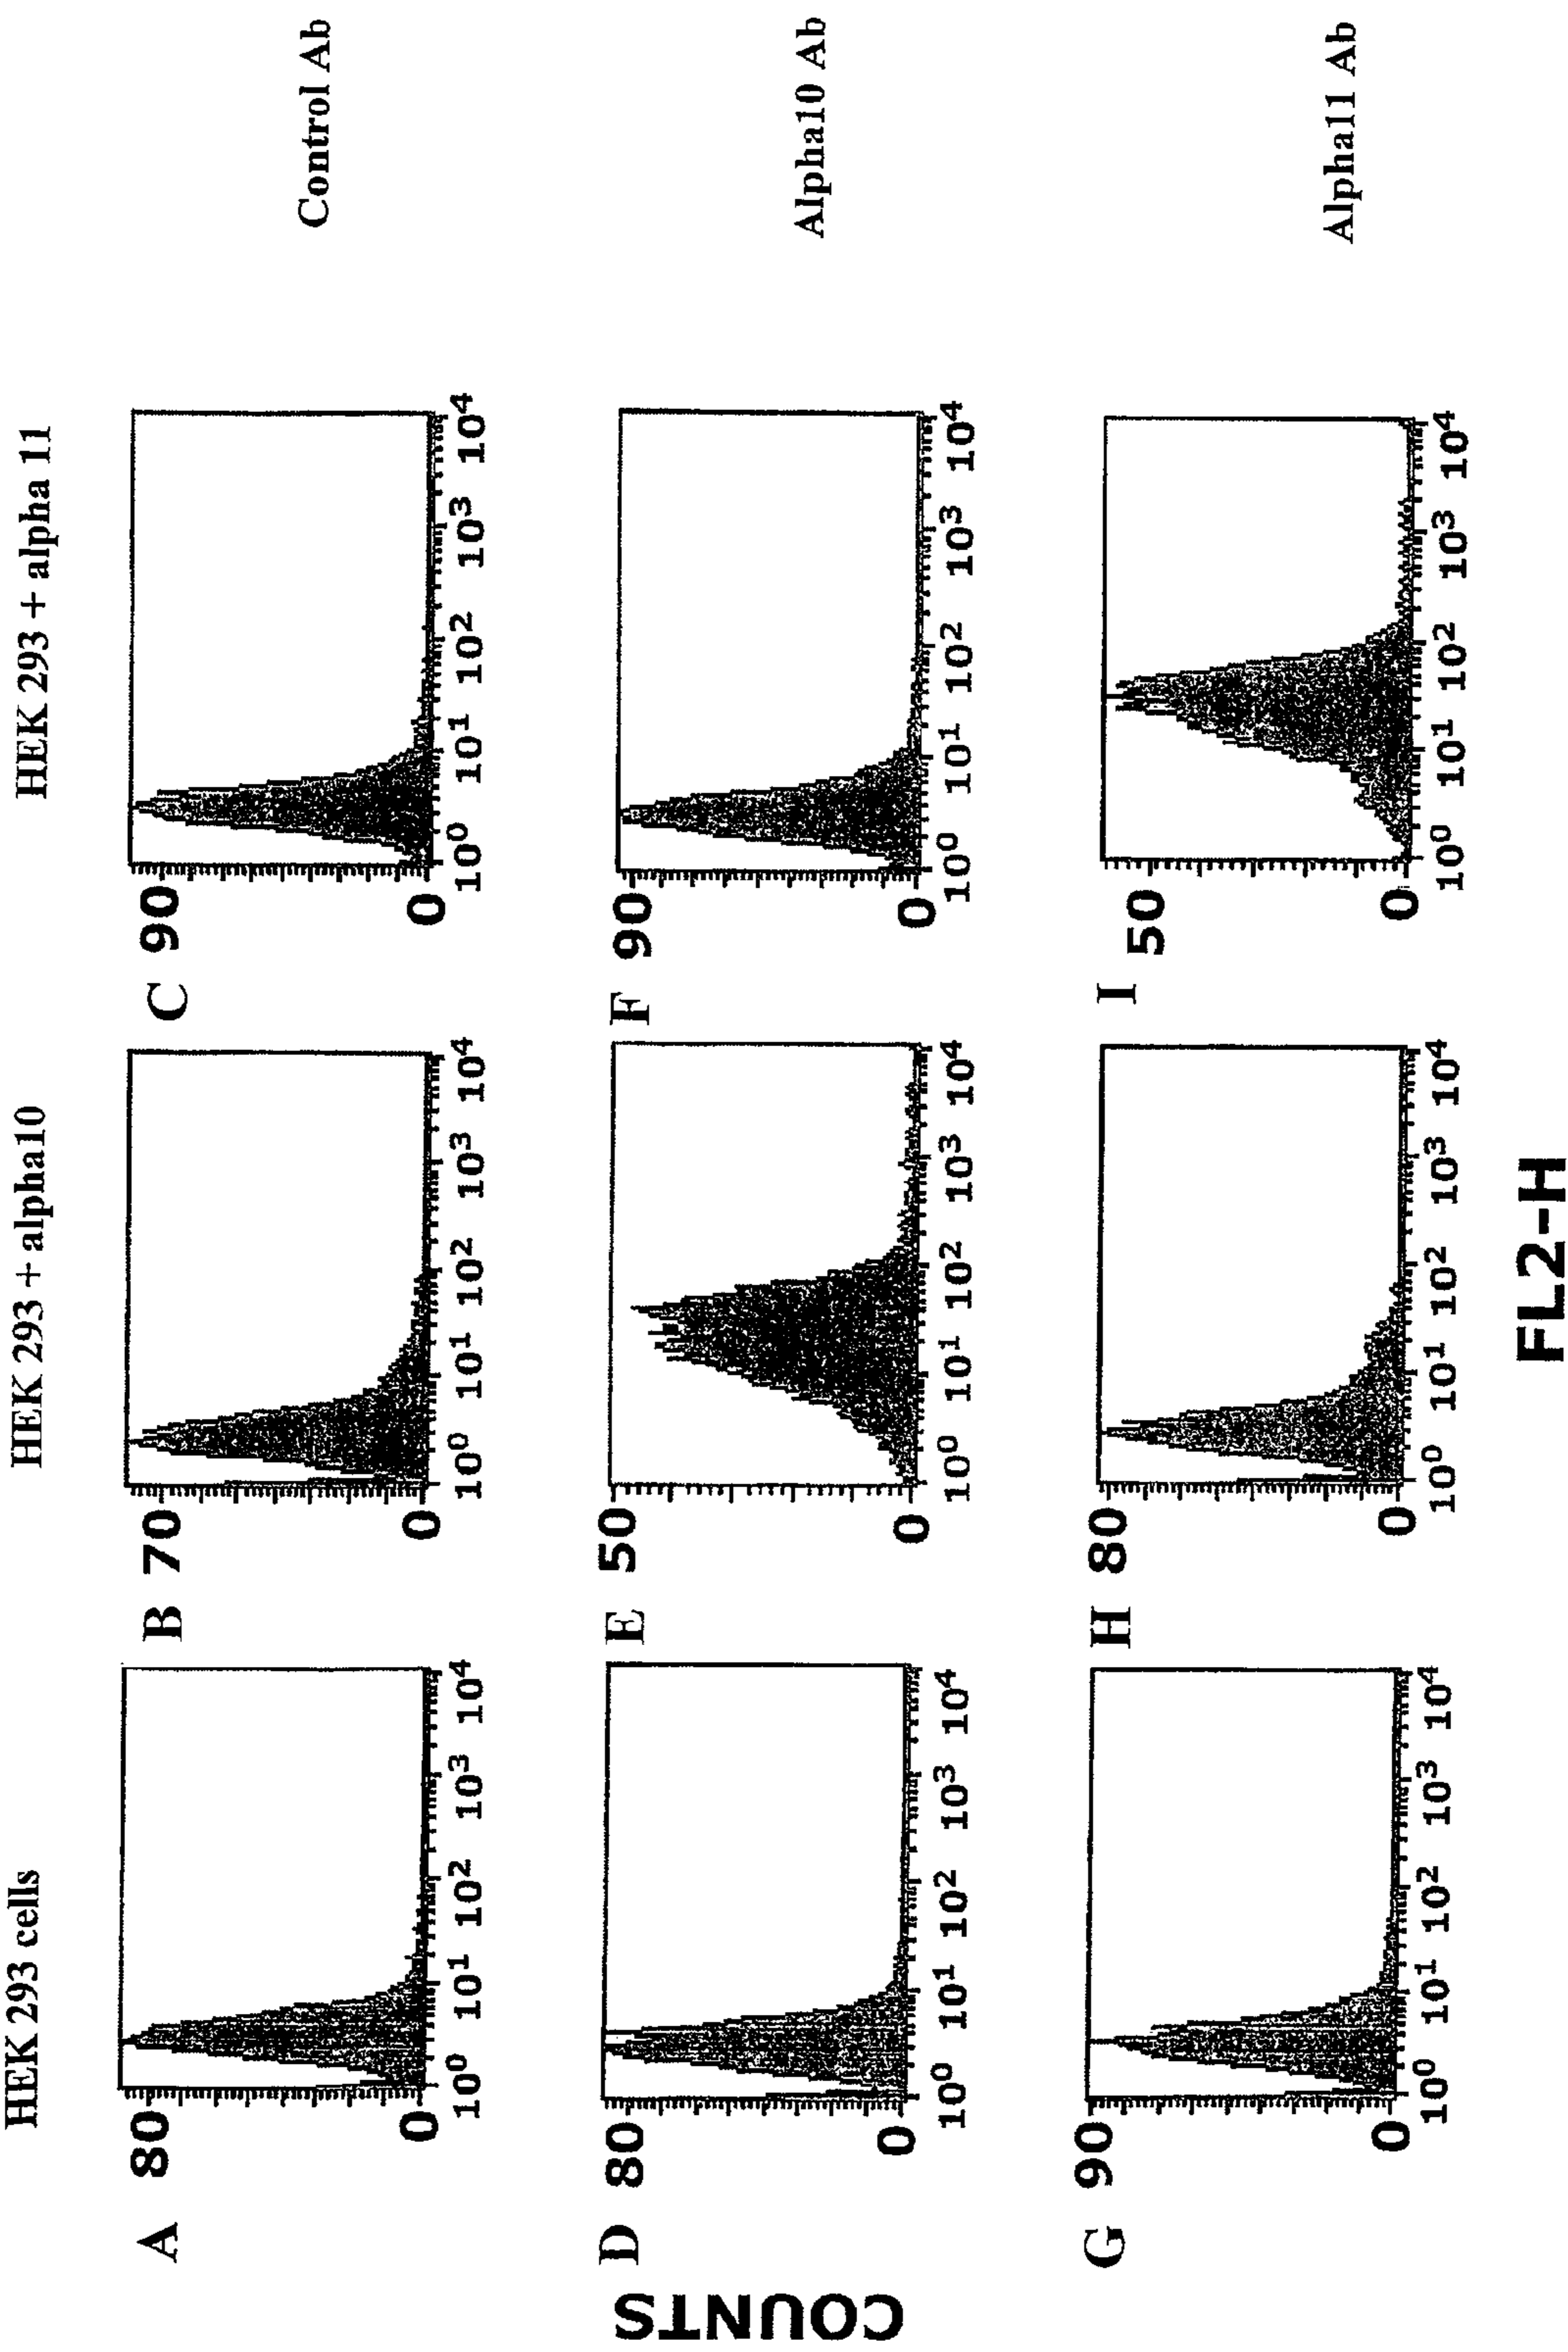 HEK 293 cells HEK 293 + alpha10 HEK 293 + alpha 11
A 80 0 10⁰ 10¹ 10² 10³ 10⁴
B 70 0 10⁰ 10¹ 10² 10³ 10⁴
C 90 0 10⁰ 10¹ 10² 10³ 10⁴
Control Ab
D 80 0 10⁰ 10¹ 10² 10³ 10⁴
E 50 0 10⁰ 10¹ 10² 10³ 10⁴
F 90 0 10⁰ 10¹ 10² 10³ 10⁴
Alpha10 Ab
COUNTS
G 90 0 10⁰ 10¹ 10² 10³ 10⁴
H 80 0 10⁰ 10¹ 10² 10³ 10⁴
I 50 0 10⁰ 10¹ 10² 10³ 10⁴
Alpha11 Ab
FL2-H